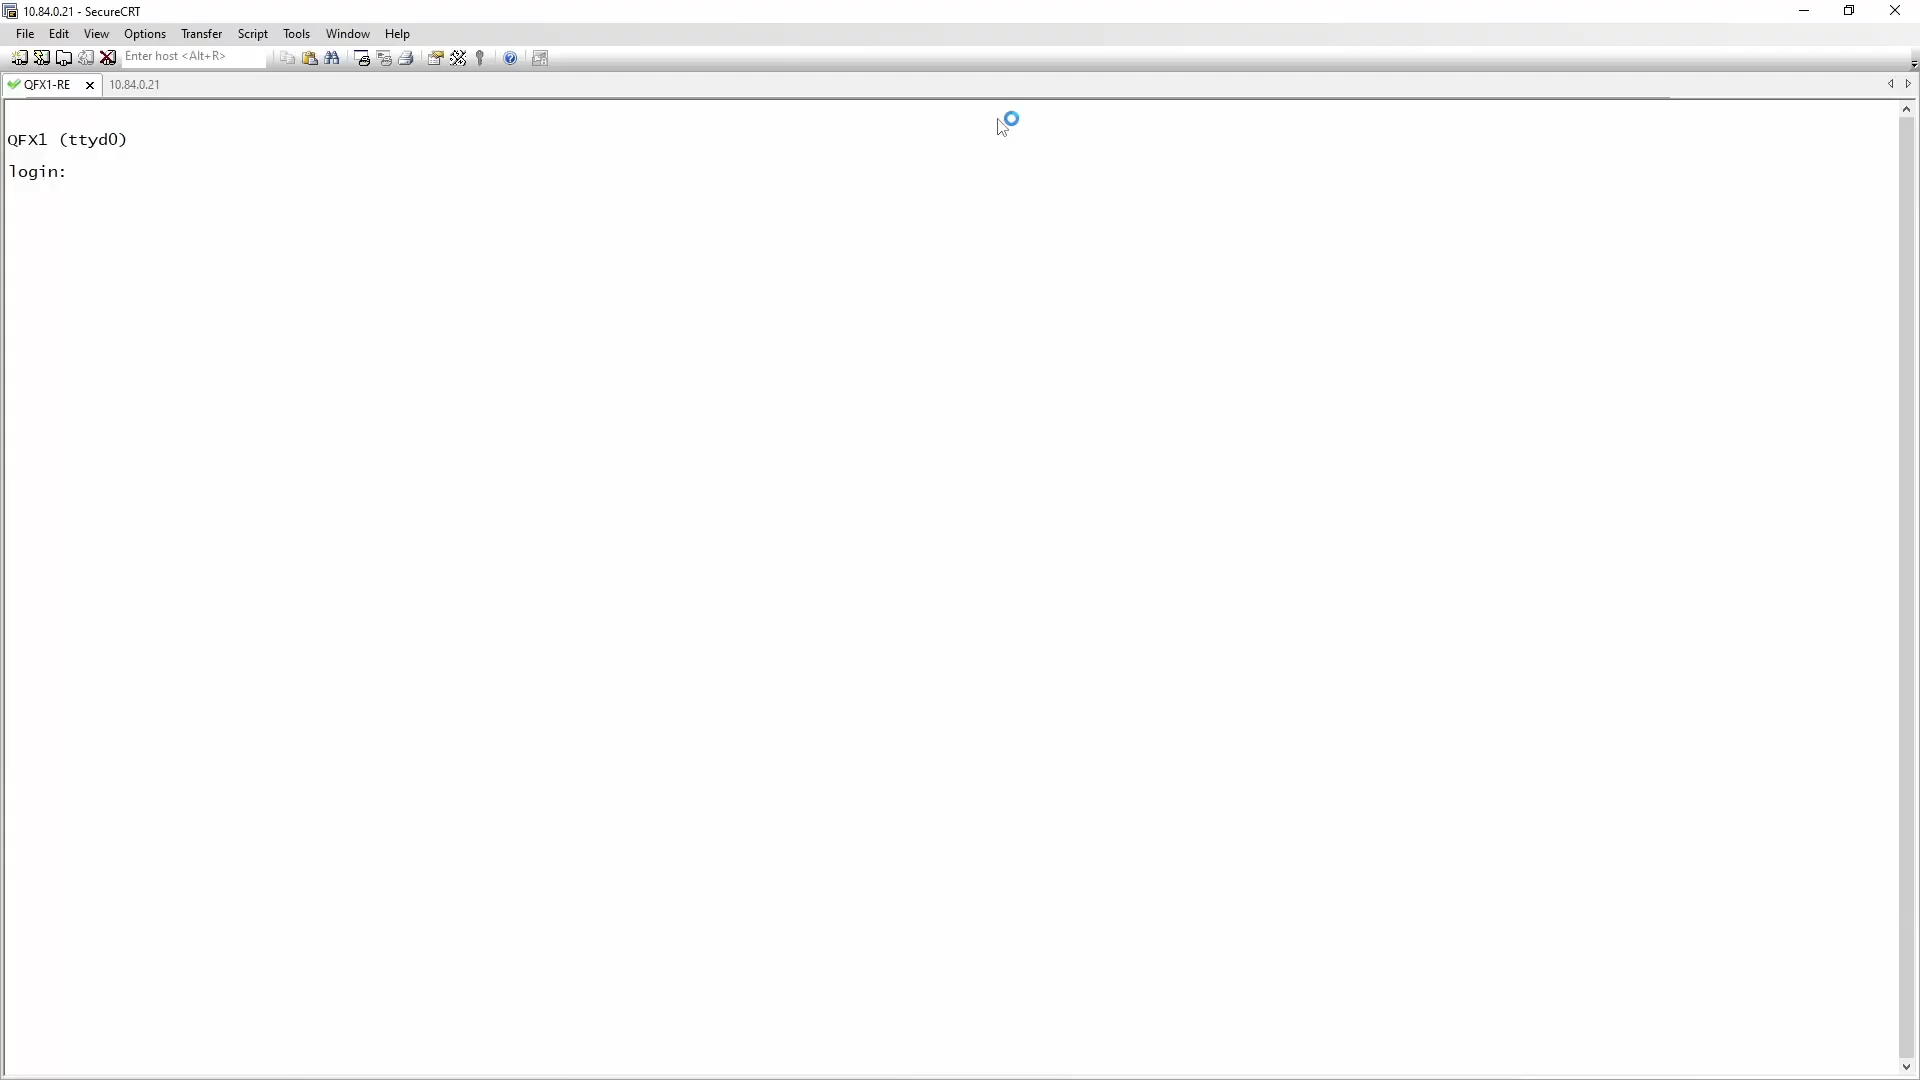 10.84.0.21 - SecureCRT
File Edit View Options Transfer Script Tools Window Help
Enter host <Alt+R>
QFX1-RE 10.84.0.21
QFX1 (ttyd0)
login: